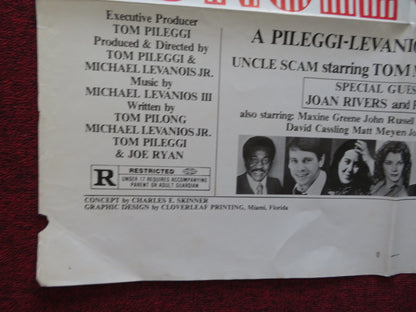 Executive Producer
TOM PILEGGI
Produced & Directed by
TOM PILEGGI &
MICHAEL LEVANOIS JR.
Music by
MICHAEL LEVANIOS III
Written by
TOM PILONG
MICHAEL LEVANIOS JR.
TOM PILEGGI
& JOE RYAN
R RESTRICTED
UNDER 17 REQUIRES ACCOMPANYING
PARENT OR ADULT GUARDIAN
CONCEPT by CHARLES E. SKINNER
GRAPHIC DESIGN by CLOVERLEAF PRINTING, Miami, Florida
A PILEGGI-LEVANIO
UNCLE SCAM starring TOM
SPECIAL GUES
JOAN RIVERS and
also starring: Maxine Greene John Russel
David Cassling Matt Meyen Jo